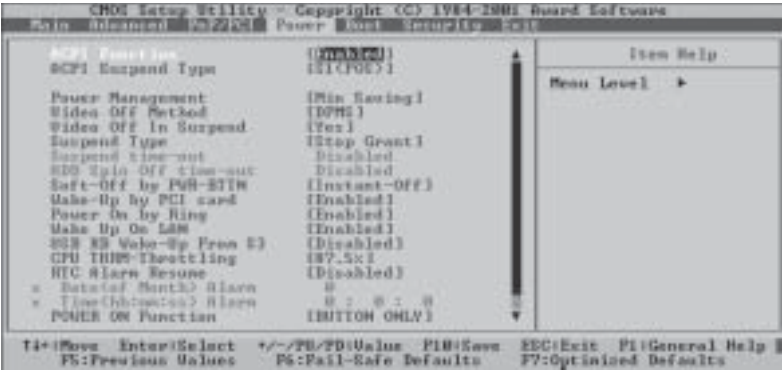 CMOS Setup Utility - Copyright (C) 1984-2001 Award Software
Main Advanced PnP/PCI Power Boot Security Exit
ACPI Function [Enabled]
ACPI Suspend Type [S1(POS)]
Item Help
Power Management [Min Saving]
Menu Level ►
Video Off Method [DPMS]
Video Off In Suspend [Yes]
Suspend Type [Stop Grant]
Suspend time-out Disabled
HDD Spin Off time-out Disabled
Soft-Off by PWR-BTTN [Instant-Off]
Wake-Up by PCI card [Enabled]
Power On by Ring [Enabled]
Wake Up On LAN [Enabled]
USB KB Wake-Up From S3 [Disabled]
CPU THRM-Throttling [87.5%]
RTC Alarm Resume [Disabled]
x Date(of Month) Alarm 0
x Time(hh:mm:ss) Alarm 0 : 0 : 0
POWER ON Function [BUTTON ONLY]
↑↓←→:Move Enter:Select +/-/PU/PD:Value F10:Save ESC:Exit F1:General Help
F5:Previous Values F6:Fail-Safe Defaults F7:Optimized Defaults